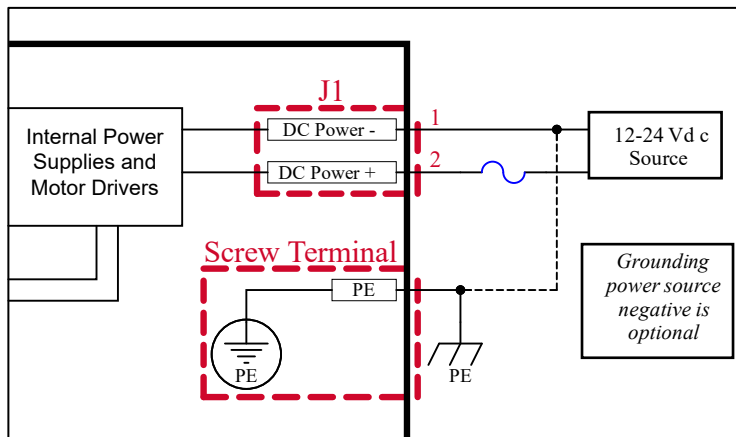 J1
1
DC Power -
2
DC Power +
Internal Power
Supplies and
Motor Drivers
12-24 Vd c
Source
Screw Terminal
PE
PE
PE
Grounding
power source
negative is
optional